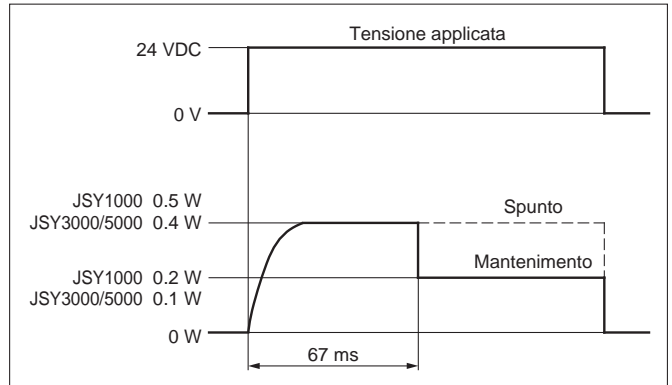 Tensione applicata
24 VDC
0 V
JSY1000 0.5 W
JSY3000/5000 0.4 W
Spunto
Mantenimento
JSY1000 0.2 W
JSY3000/5000 0.1 W
0 W
67 ms